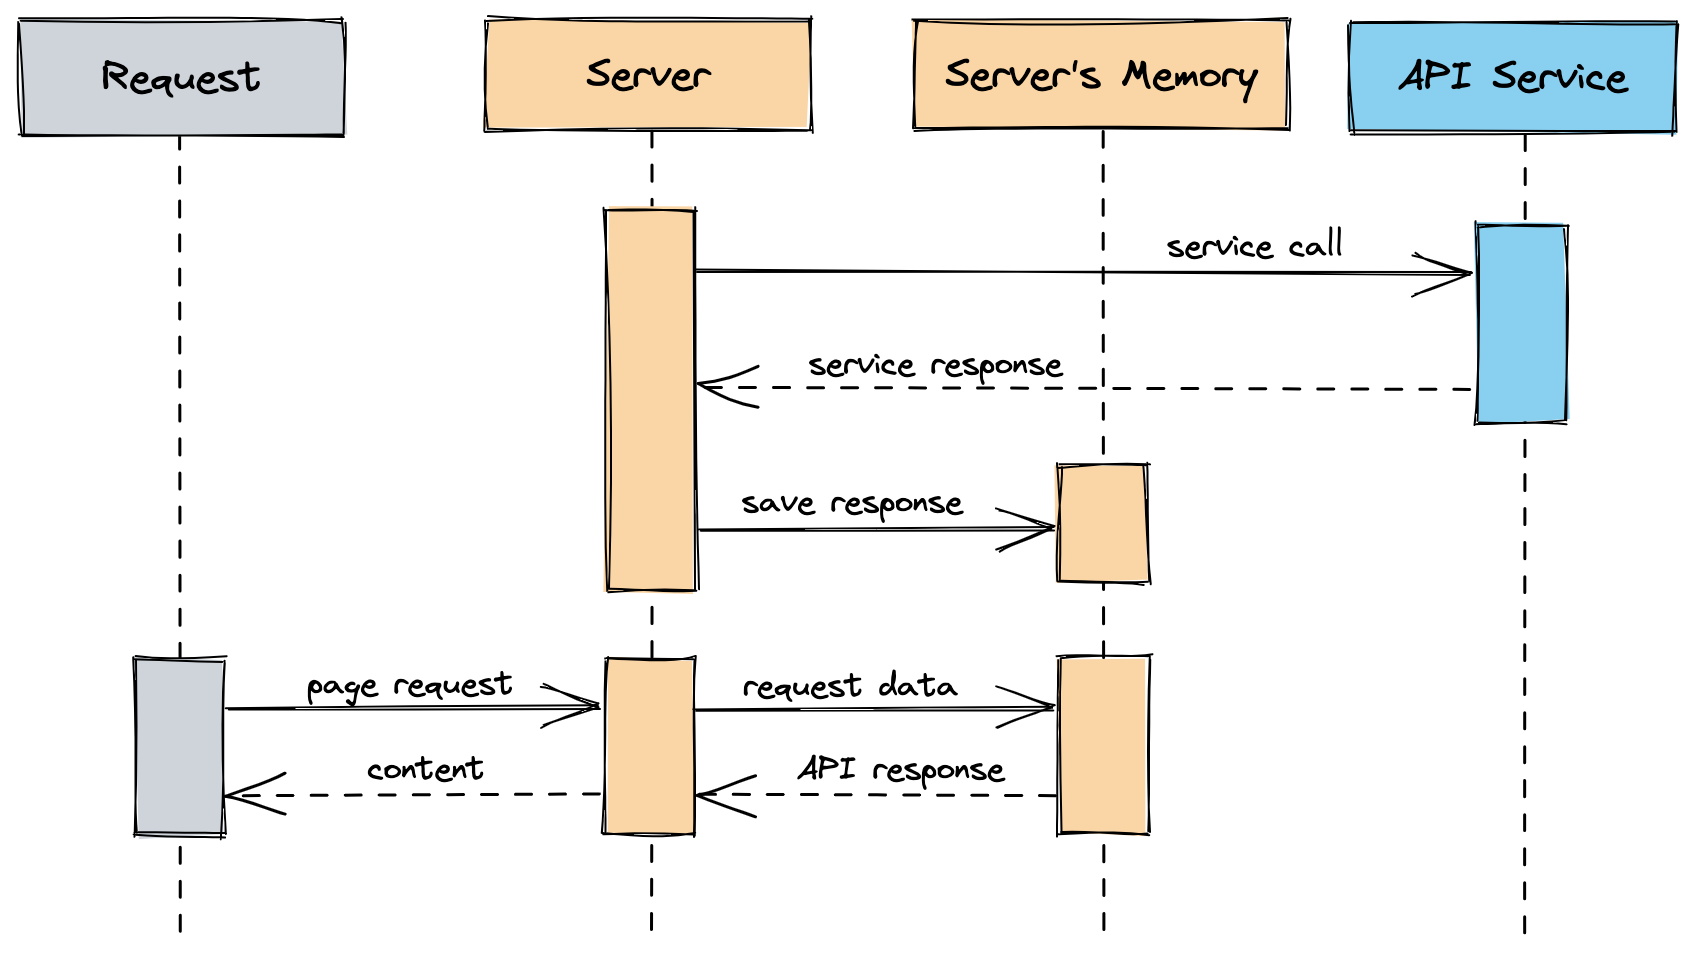 Request
Server
Server's Memory
API Service
service call
service response
save response
page request
request data
content
API response